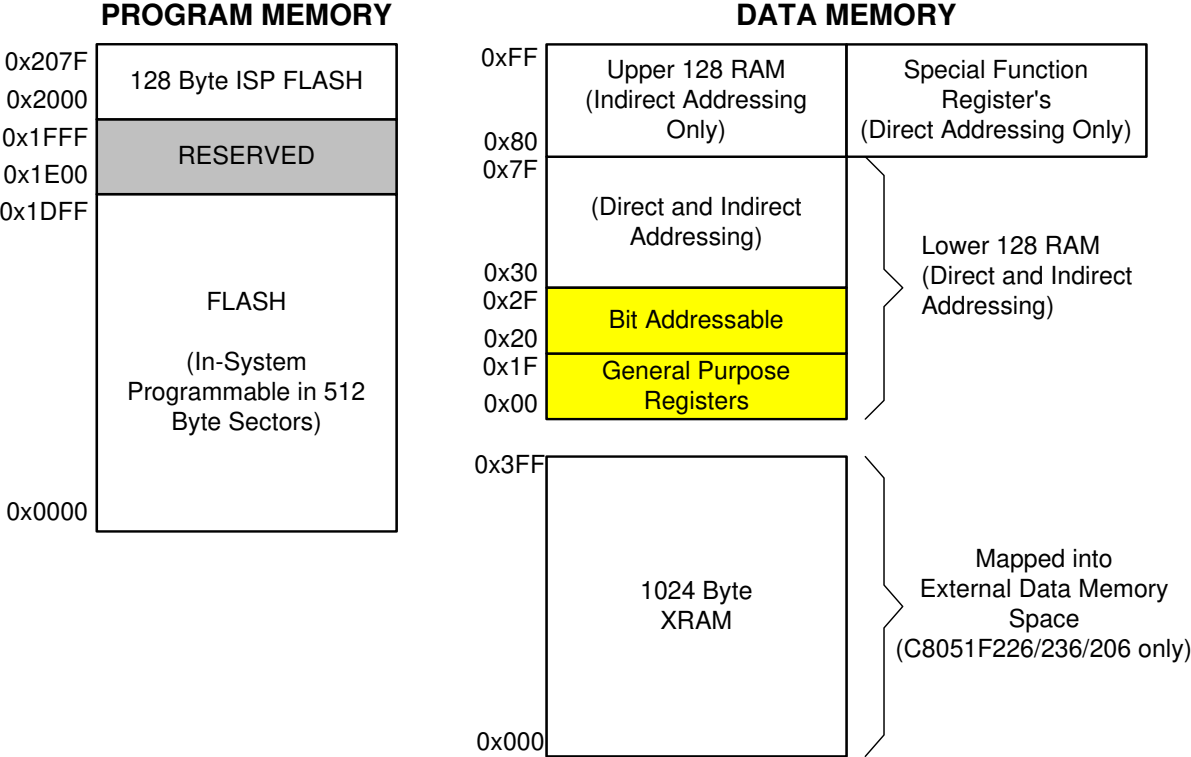 PROGRAM MEMORY
0x207F
128 Byte ISP FLASH
0x2000
0x1FFF
RESERVED
0x1E00
0x1DFF
FLASH
(In-System
Programmable in 512
Byte Sectors)
0x0000
DATA MEMORY
0xFF
Upper 128 RAM
(Indirect Addressing
Only)
0x80
Special Function
Register's
(Direct Addressing Only)
0x7F
(Direct and Indirect
Addressing)
0x30
0x2F
Bit Addressable
0x20
0x1F
General Purpose
Registers
0x00
Lower 128 RAM
(Direct and Indirect
Addressing)
0x3FF
1024 Byte
XRAM
0x000
Mapped into
External Data Memory
Space
(C8051F226/236/206 only)